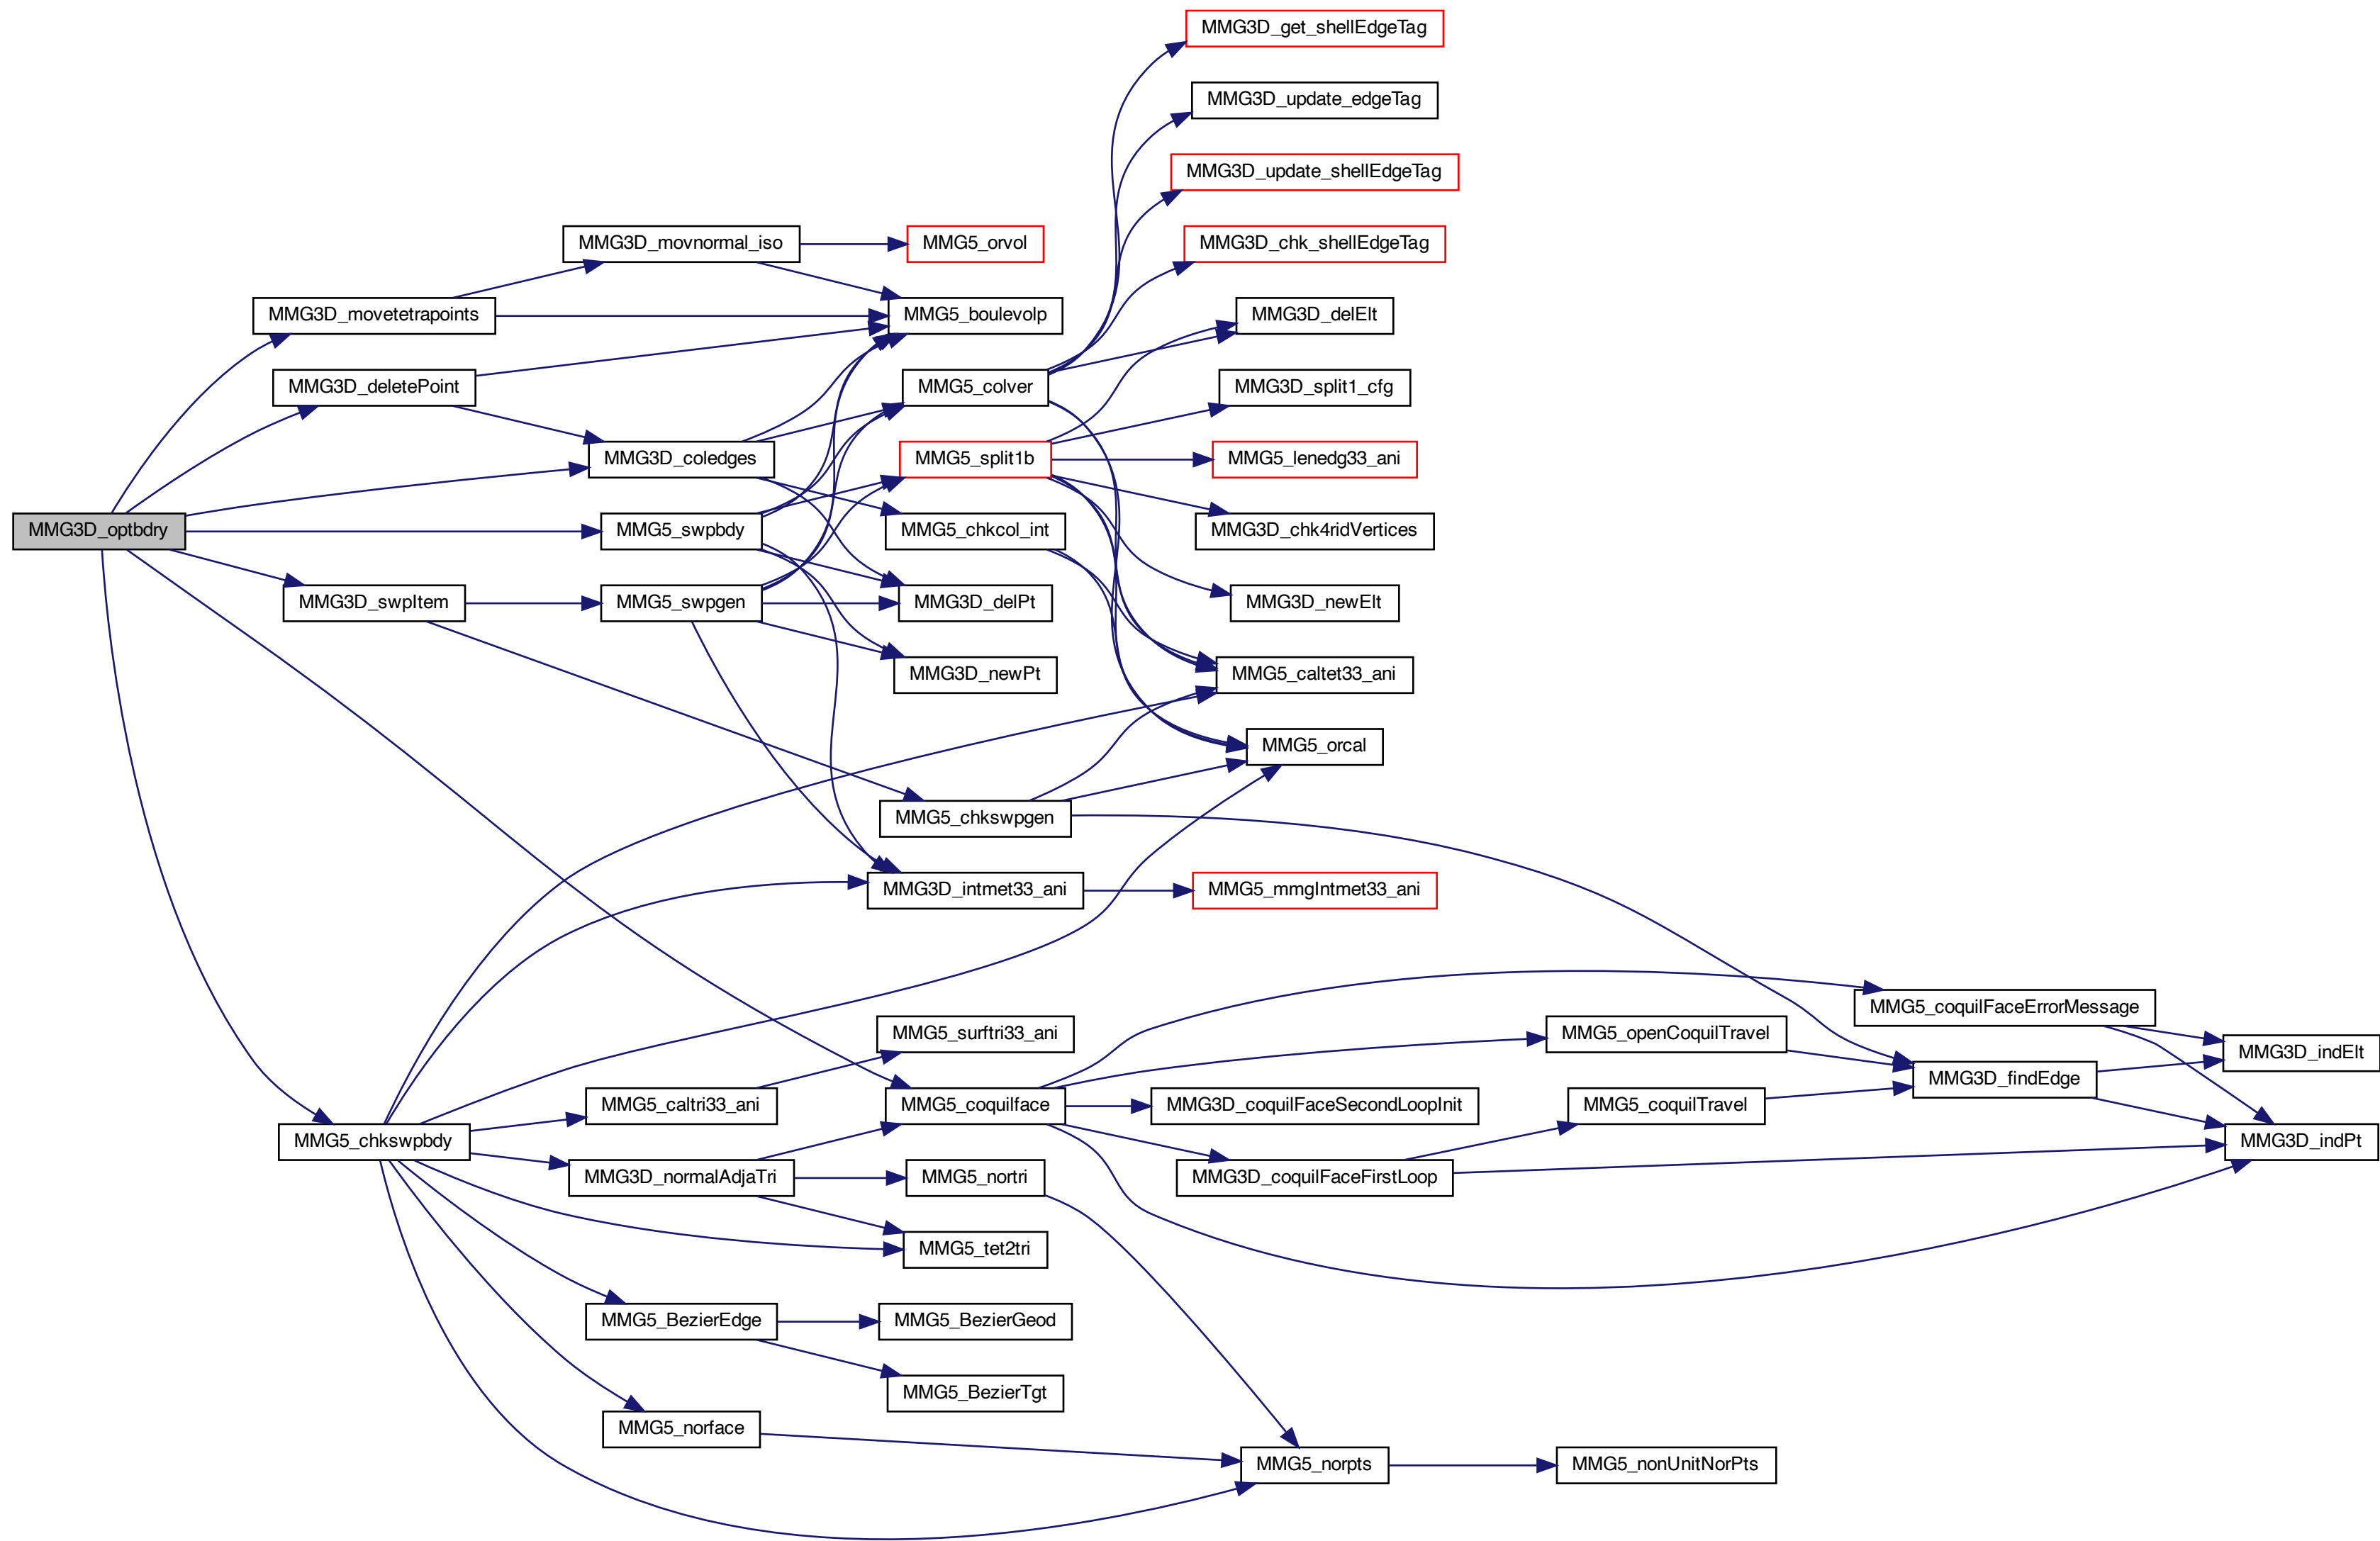 MMG3D_get_shellEdgeTag
MMG3D_update_edgeTag
MMG3D_update_shellEdgeTag
MMG3D_movnormal_iso
MMG5_orvol
MMG3D_chk_shellEdgeTag
MMG3D_movetetrapoints
MMG5_boulevolp
MMG3D_delElt
MMG3D_deletePoint
MMG5_colver
MMG3D_split1_cfg
MMG3D_coledges
MMG5_split1b
MMG5_lenedg33_ani
MMG3D_optbdry
MMG5_swpbdy
MMG5_chkcol_int
MMG3D_chk4ridVertices
MMG3D_swpItem
MMG5_swpgen
MMG3D_delPt
MMG3D_newElt
MMG3D_newPt
MMG5_caltet33_ani
MMG5_orcal
MMG5_chkswpgen
MMG3D_intmet33_ani
MMG5_mmgIntmet33_ani
MMG5_coquilFaceErrorMessage
MMG5_surftri33_ani
MMG5_openCoquilTravel
MMG3D_indElt
MMG3D_findEdge
MMG5_caltri33_ani
MMG5_coquilface
MMG3D_coquilFaceSecondLoopInit
MMG5_coquilTravel
MMG5_chkswpbdy
MMG3D_indPt
MMG3D_normalAdjaTri
MMG5_nortri
MMG3D_coquilFaceFirstLoop
MMG5_tet2tri
MMG5_BezierEdge
MMG5_BezierGeod
MMG5_BezierTgt
MMG5_norface
MMG5_norpts
MMG5_nonUnitNorPts